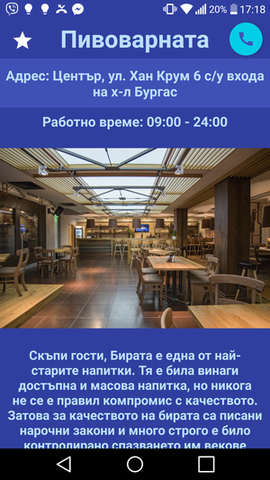 20% 17:18
Пивоварната
Адрес: Център, ул. Хан Крум 6 с/у входа
на х-л Бургас
Работно време: 09:00 - 24:00
Скъпи гости, Бирата е една от най-
старите напитки. Тя е била винаги
достъпна и масова напитка, но никога
не се е правил компромис с качеството.
Затова за качеството на бирата са писани
нарочни закони и много строго е било
контролирано спазването им векове